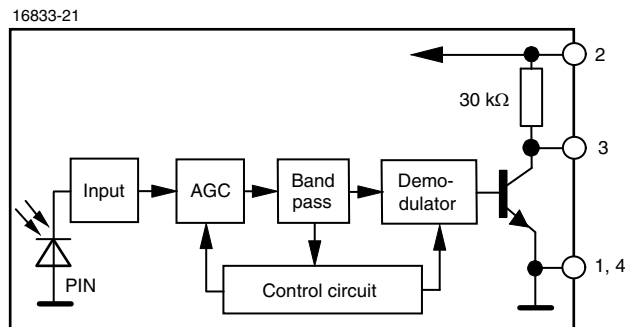 16833-21
2
30 kΩ
3
Input
AGC
Band
pass
Demo-
dulator
1, 4
PIN
Control circuit